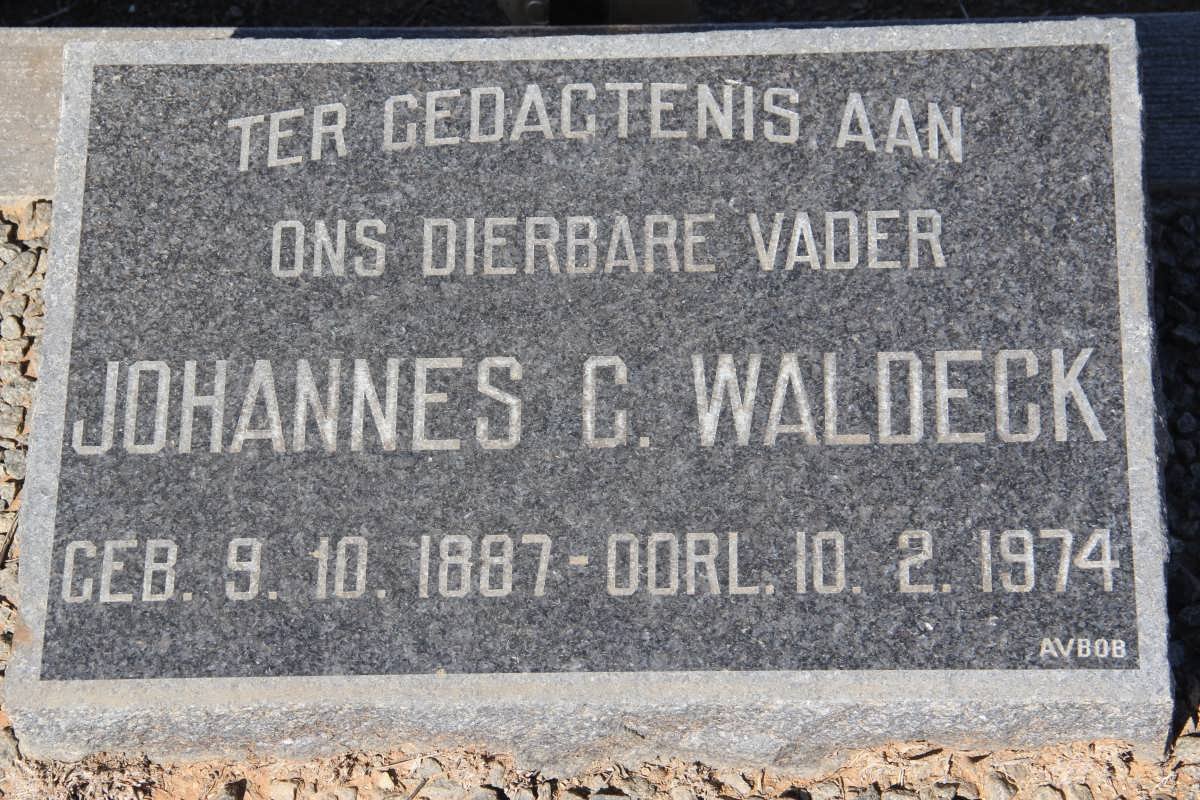 TER GEDAGTENIS AAN
ONS DIERBARE VADER
JOHANNES C. WALDECK
GEB. 9. 10. 1887 - OORL. 10. 2. 1974
AVBOB